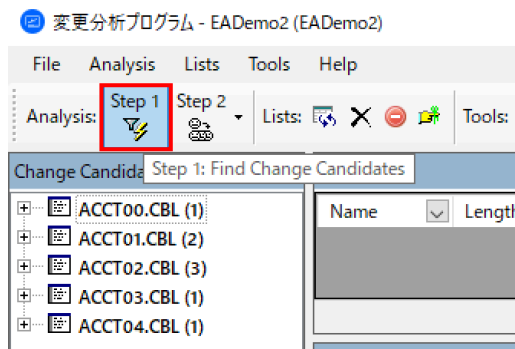 変更分析プログラム - EADemo2 (EADemo2)
File Analysis Lists Tools Help
Analysis: Step 1 Step 2 Lists: Tools:
Change Candida Step 1: Find Change Candidates
ACCT00.CBL (1) Name Length
ACCT01.CBL (2)
ACCT02.CBL (3)
ACCT03.CBL (1)
ACCT04.CBL (1)